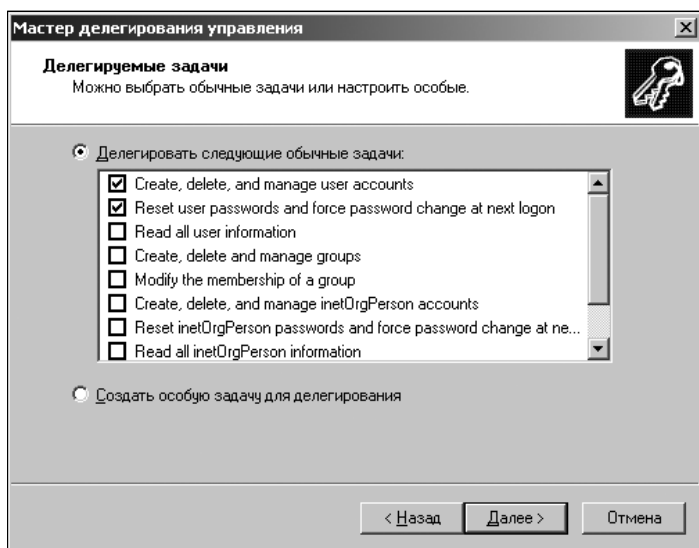 Мастер делегирования управления
Делегируемые задачи
Можно выбрать обычные задачи или настроить особые.
Делегировать следующие обычные задачи:
Create, delete, and manage user accounts
Reset user passwords and force password change at next logon
Read all user information
Create, delete and manage groups
Modify the membership of a group
Create, delete, and manage inetOrgPerson accounts
Reset inetOrgPerson passwords and force password change at ne...
Read all inetOrgPerson information
Создать особую задачу для делегирования
< Назад Далее > Отмена